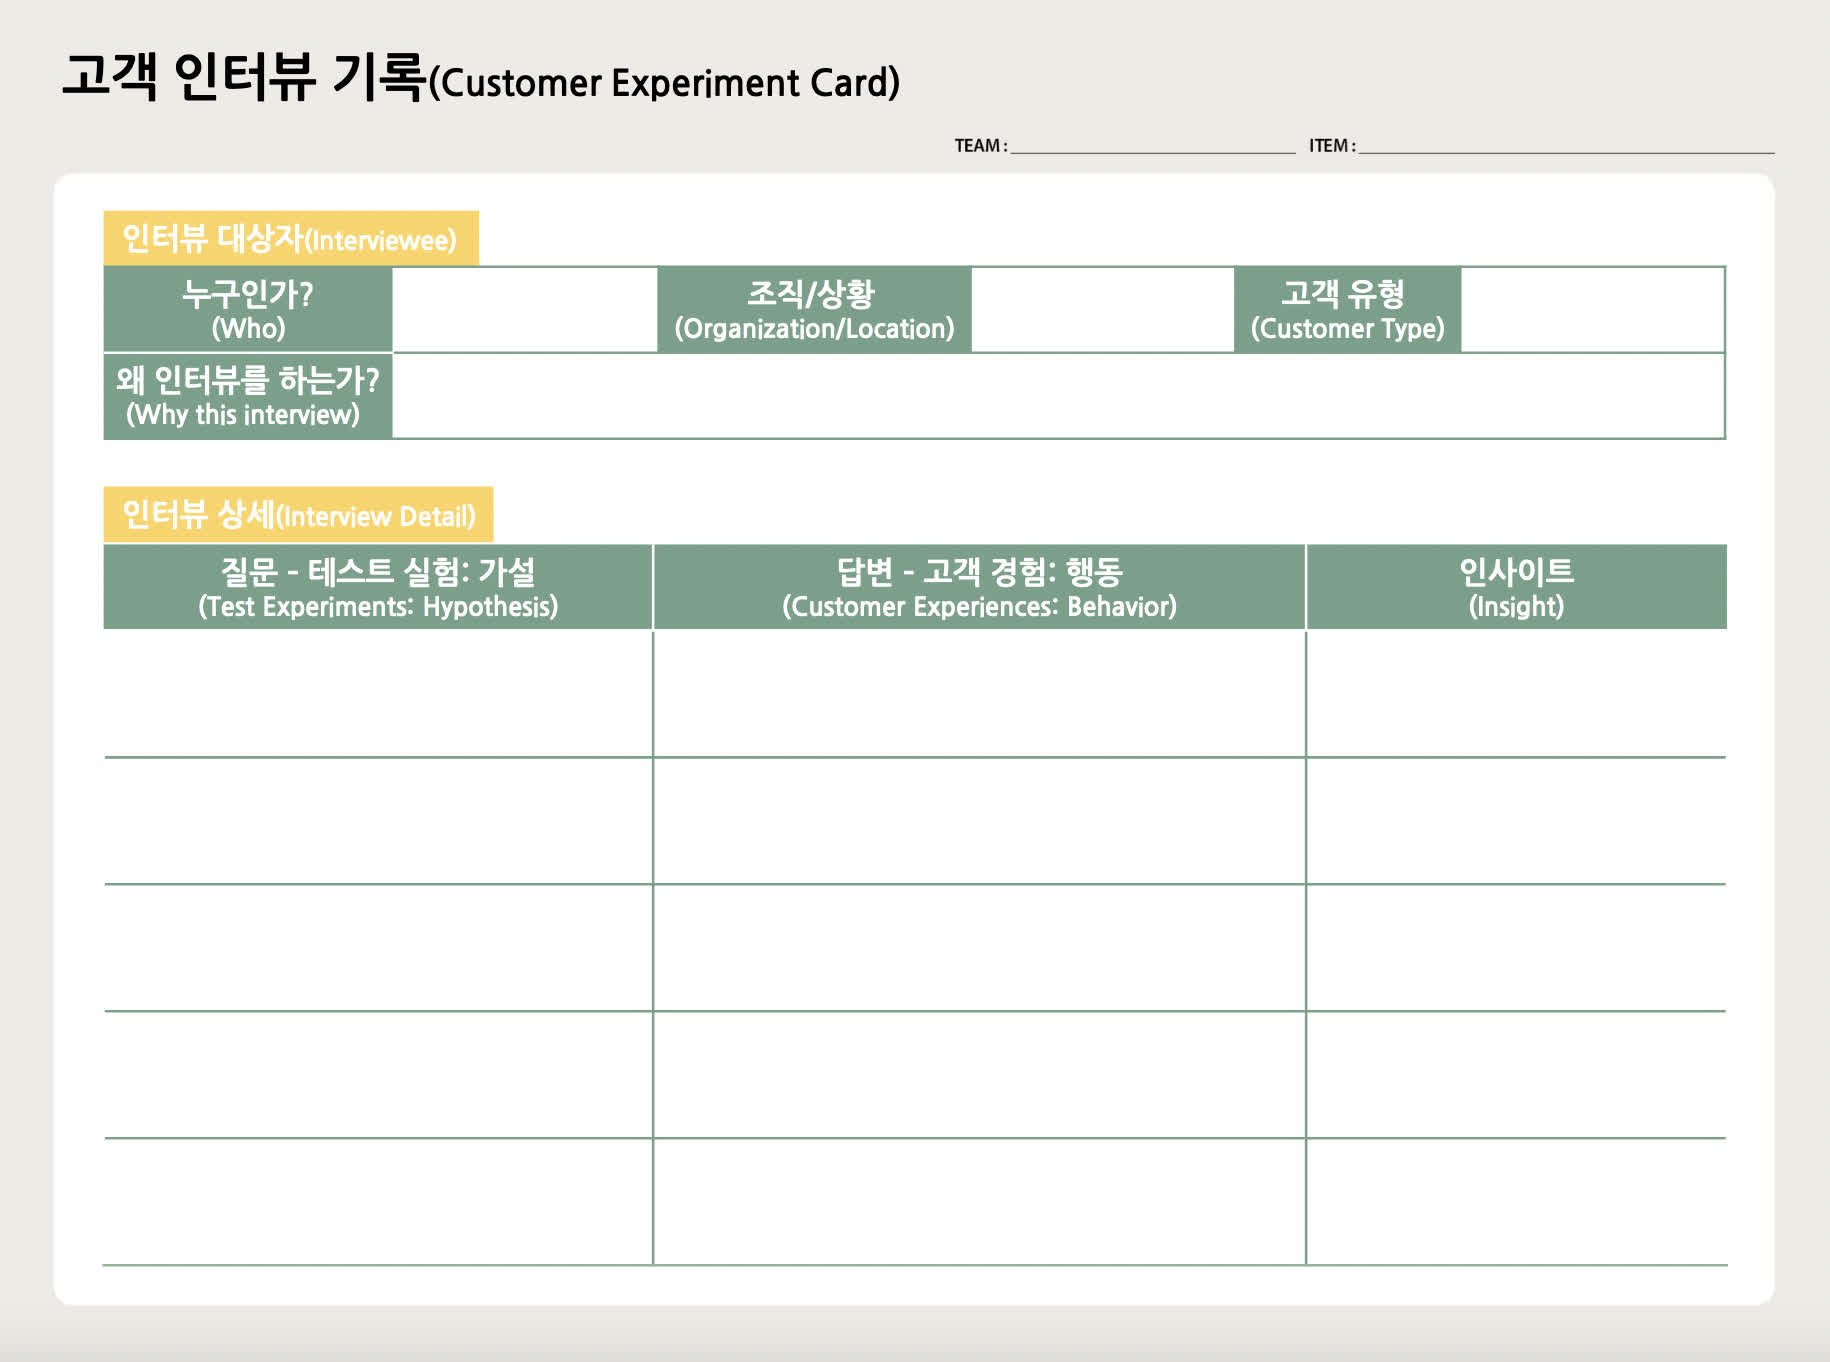 고객 인터뷰 기록(Customer Experiment Card)
TEAM: ITEM:
인터뷰 대상자(Interviewee)
누구인가?
(Who)
조직/상황
(Organization/Location)
고객 유형
(Customer Type)
왜 인터뷰를 하는가?
(Why this interview)
인터뷰 상세(Interview Detail)
질문 - 테스트 실험: 가설
(Test Experiments: Hypothesis)
답변 - 고객 경험: 행동
(Customer Experiences: Behavior)
인사이트
(Insight)